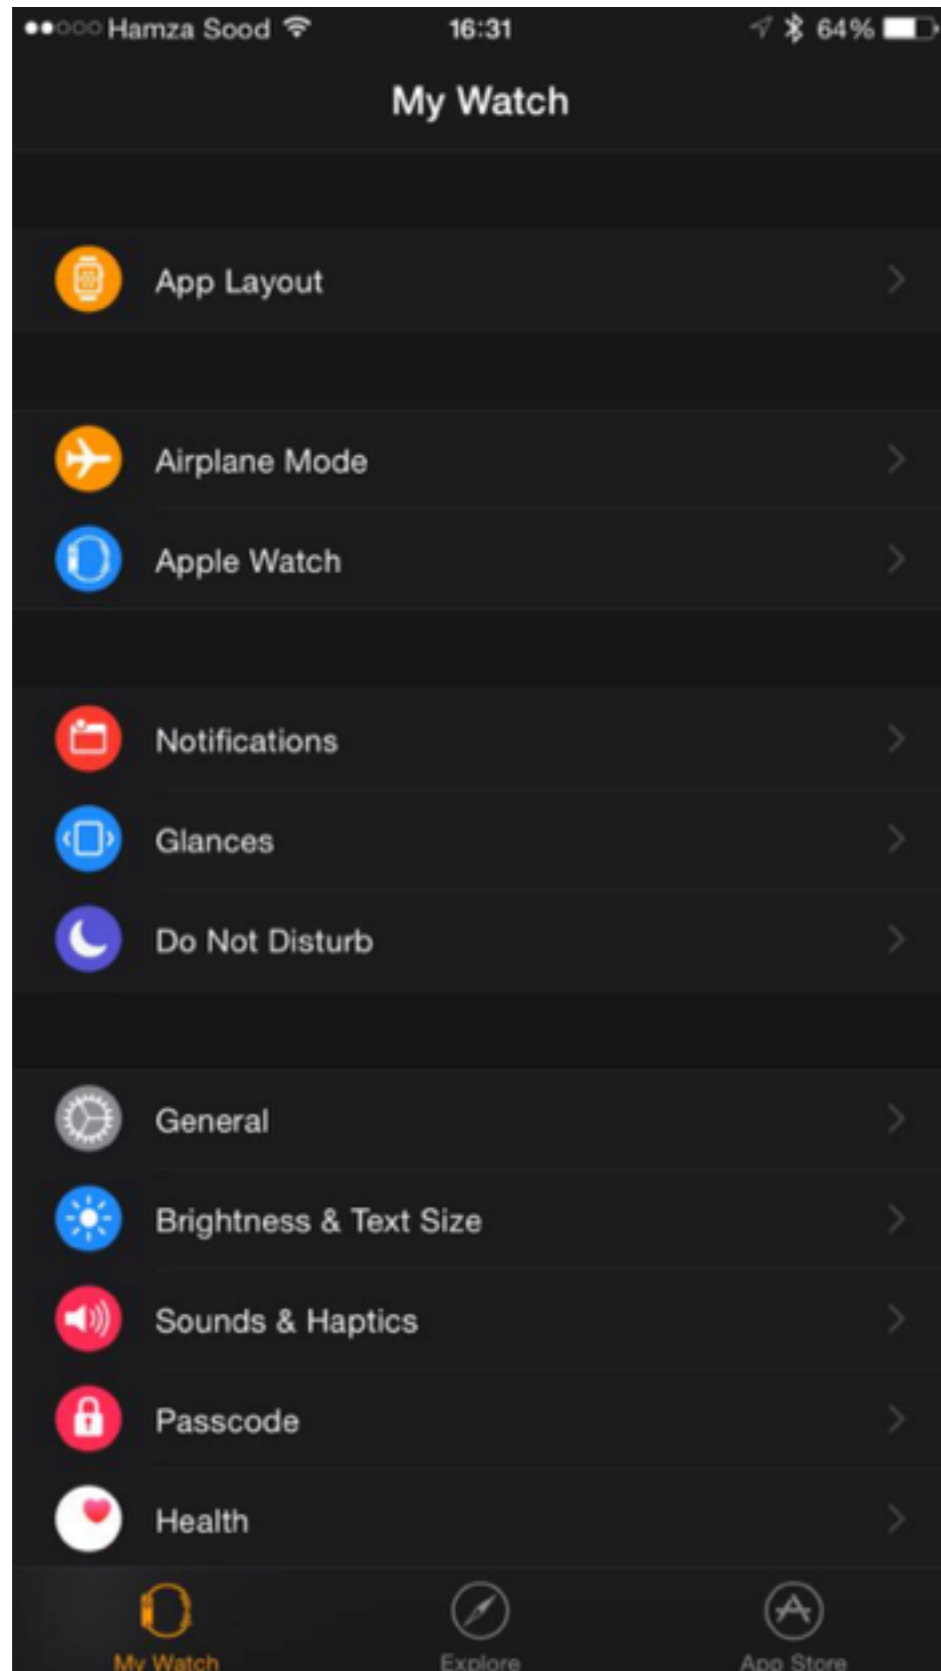 Hamza Sood 16:31 64%
My Watch
App Layout
Airplane Mode
Apple Watch
Notifications
Glances
Do Not Disturb
General
Brightness & Text Size
Sounds & Haptics
Passcode
Health
My Watch Explore App Store